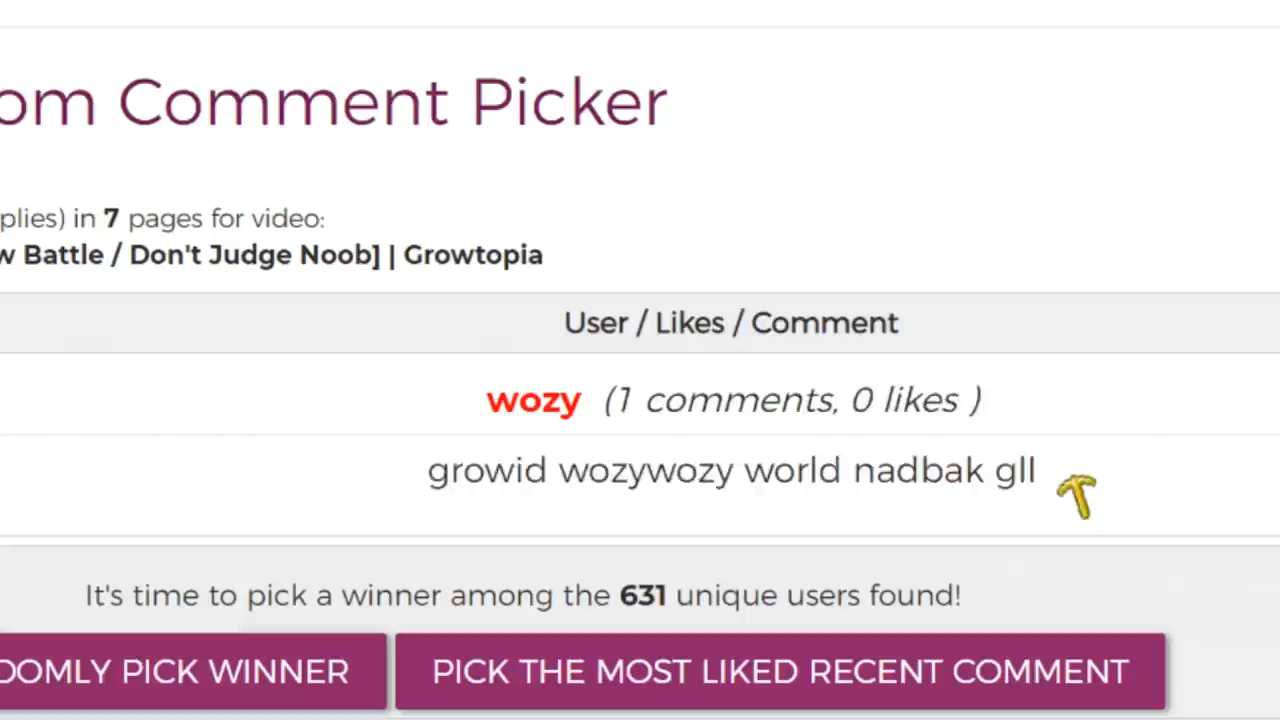 om Comment Picker
plies) in 7 pages for video:
w Battle / Don't Judge Noob] | Growtopia
User / Likes / Comment
wozy (1 comments, 0 likes )
growid wozywozy world nadbak gll
It's time to pick a winner among the 631 unique users found!
DOMLY PICK WINNER
PICK THE MOST LIKED RECENT COMMENT